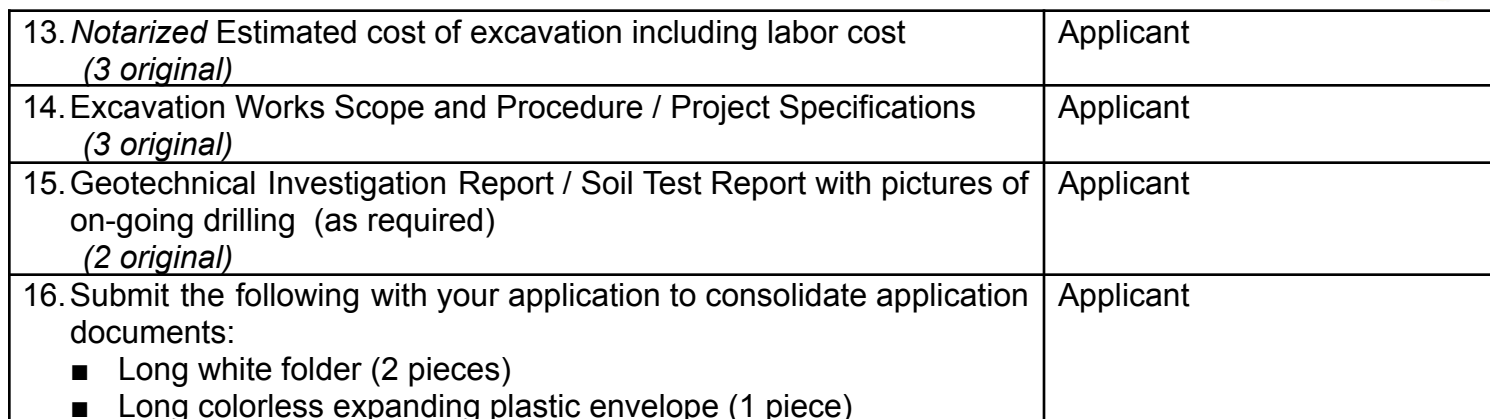 13. Notarized Estimated cost of excavation including labor cost Applicant
(3 original)
14. Excavation Works Scope and Procedure / Project Specifications Applicant
(3 original)
15. Geotechnical Investigation Report / Soil Test Report with pictures of Applicant
on-going drilling (as required)
(2 original)
16. Submit the following with your application to consolidate application Applicant
documents:
■ Long white folder (2 pieces)
■ Long colorless expanding plastic envelope (1 piece)